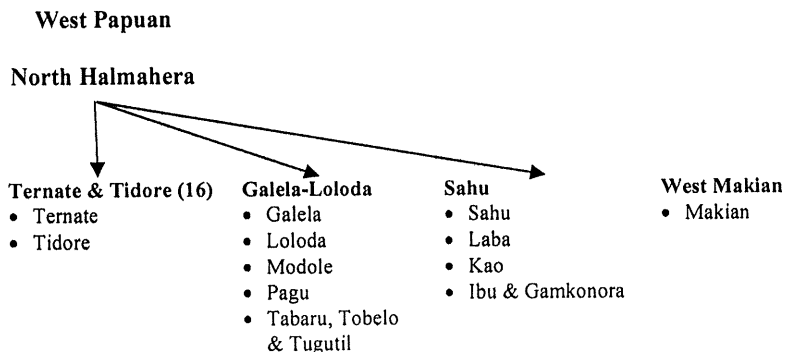 West Papuan
North Halmahera
Ternate & Tidore (16)
• Ternate
• Tidore
Galela-Loloda
• Galela
• Loloda
• Modole
• Pagu
• Tabaru, Tobelo
& Tugutil
Sahu
• Sahu
• Laba
• Kao
• Ibu & Gamkonora
West Makian
• Makian